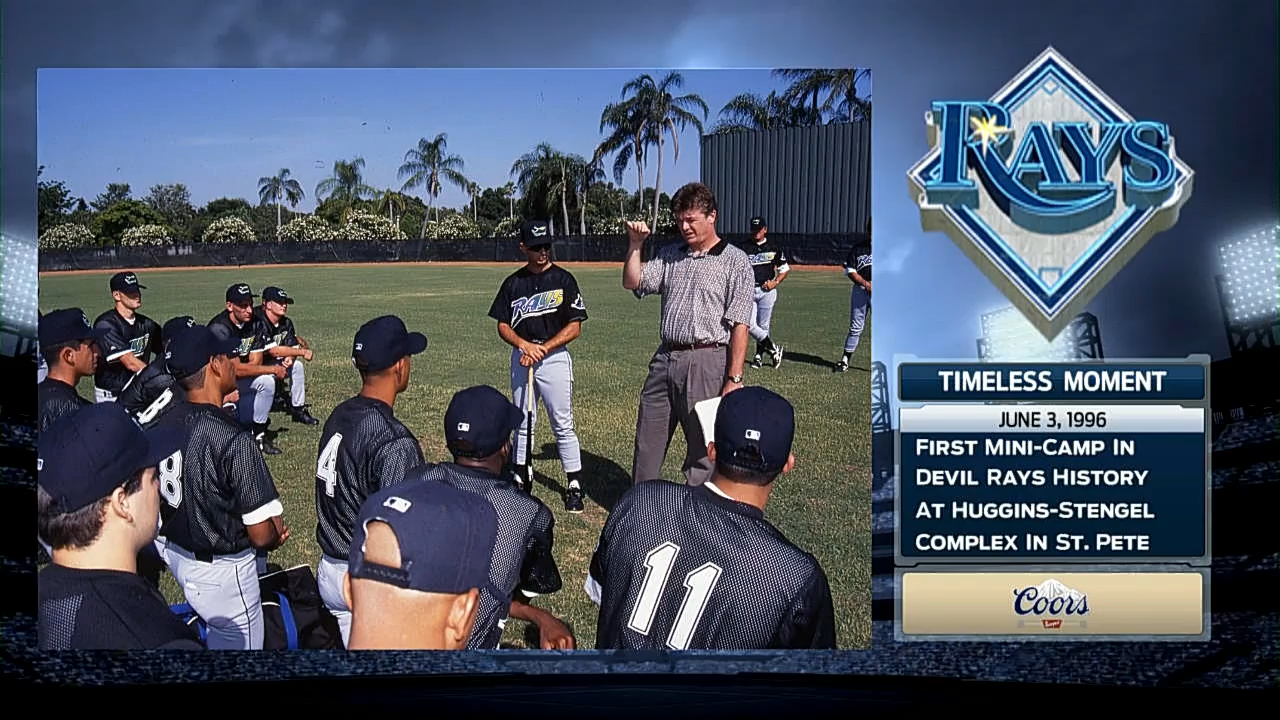 RAYS
TIMELESS MOMENT
JUNE 3, 1996
FIRST MINI-CAMP IN
DEVIL RAYS HISTORY
AT HUGGINS-STENGEL
COMPLEX IN ST. PETE
Coors
RAYS
8
8
4
11